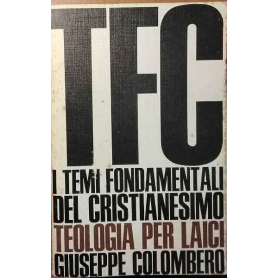 TFC
I TEMI FONDAMENTALI
DEL CRISTIANESIMO
TEOLOGIA PER LAICI
GIUSEPPE COLOMBERO